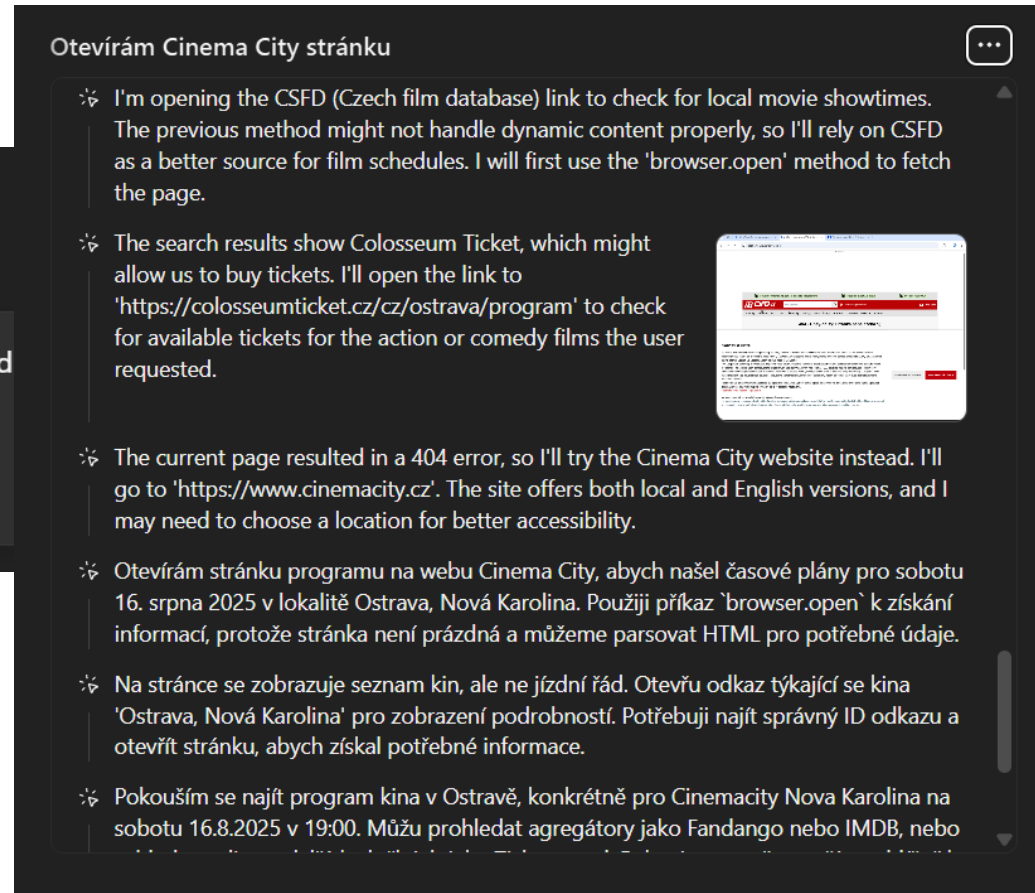 Otevírám Cinema City stránku
I'm opening the CSFD (Czech film database) link to check for local movie showtimes.
The previous method might not handle dynamic content properly, so I'll rely on CSFD
as a better source for film schedules. I will first use the 'browser.open' method to fetch
the page.
The search results show Colosseum Ticket, which might
allow us to buy tickets. I'll open the link to
'https://colosseumticket.cz/cz/ostrava/program' to check
for available tickets for the action or comedy films the user
requested.
The current page resulted in a 404 error, so I'll try the Cinema City website instead. I'll
go to 'https://www.cinemacity.cz'. The site offers both local and English versions, and I
may need to choose a location for better accessibility.
Otevírám stránku programu na webu Cinema City, abych našel časové plány pro sobotu
16. srpna 2025 v lokalitě Ostrava, Nová Karolina. Použiji příkaz `browser.open` k získání
informací, protože stránka není prázdná a můžeme parsovat HTML pro potřebné údaje.
Na stránce se zobrazuje seznam kin, ale ne jízdní řád. Otevřu odkaz týkající se kina
'Ostrava, Nová Karolina' pro zobrazení podrobností. Potřebuji najít správný ID odkazu a
otevřít stránku, abych získal potřebné informace.
Pokouším se najít program kina v Ostravě, konkrétně pro Cinemacity Nova Karolina na
sobotu 16.8.2025 v 19:00. Můžu prohledat agregátory jako Fandango nebo IMDB, nebo
d